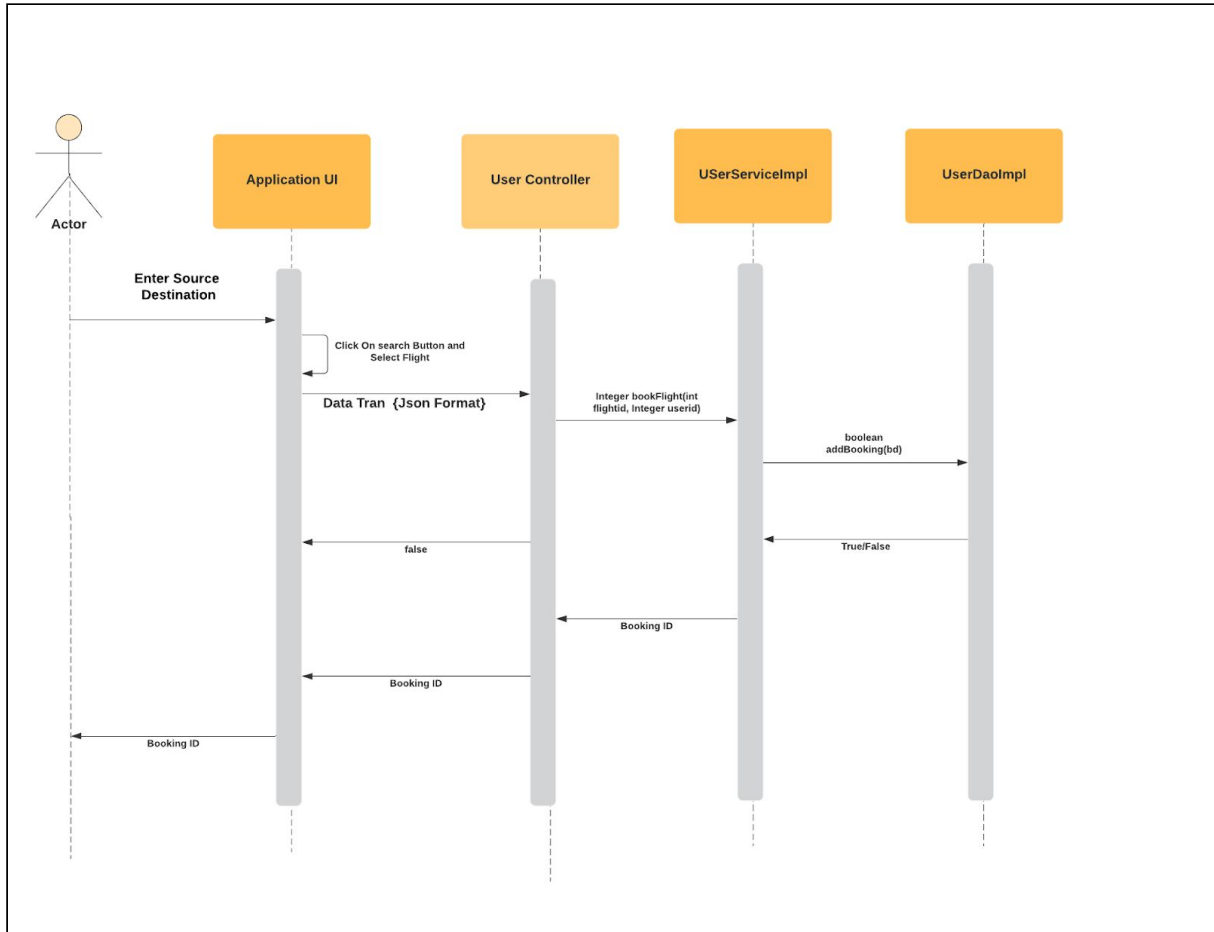 Application UI
User Controller
USerServiceImpl
UserDaoImpl
Actor
Enter Source
Destination
Click On search Button and
Select Flight
Data Tran {Json Format}
Integer bookFlight(int
flightid, Integer userid)
boolean
addBooking(bd)
false
True/False
Booking ID
Booking ID
Booking ID